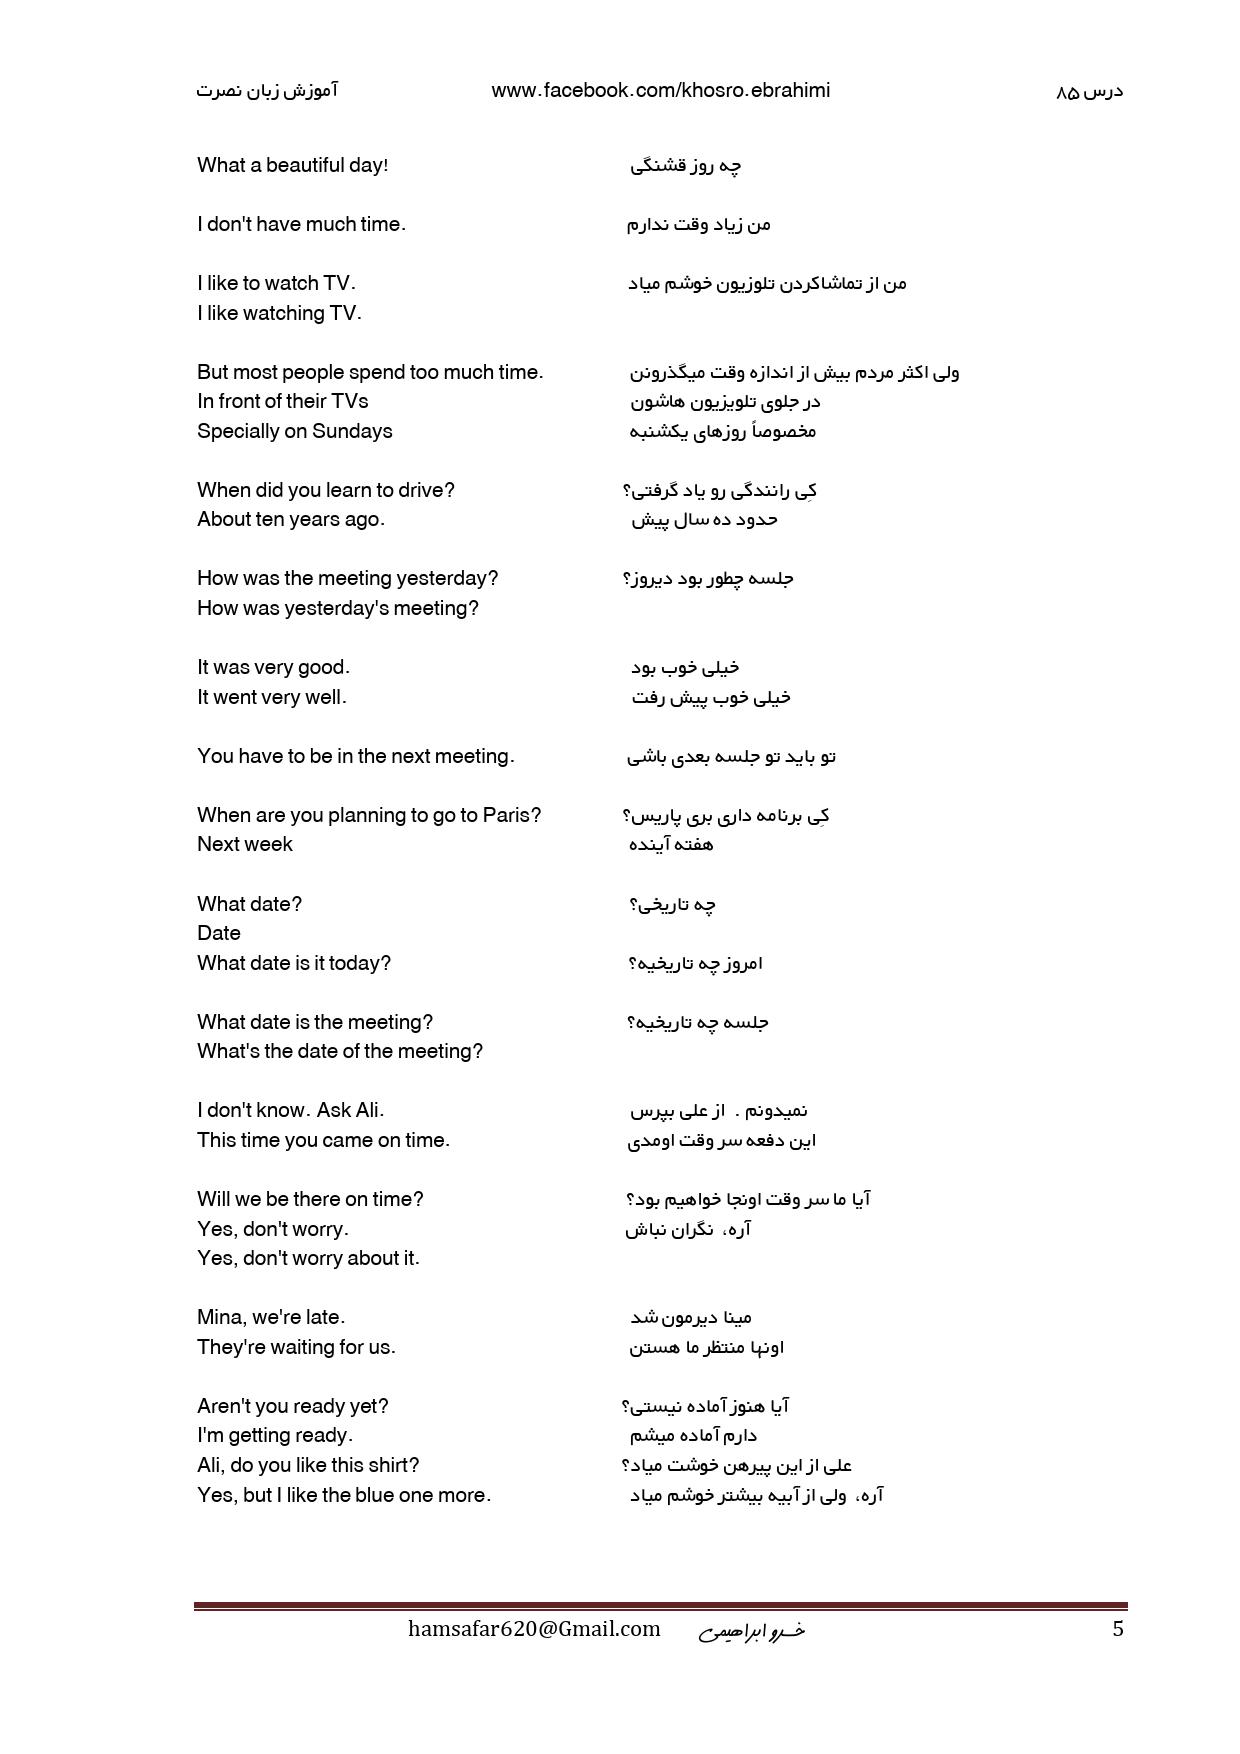 آموزش زبان نصرت www.facebook.com/khosro.ebrahimi درس ۸۵
What a beautiful day! چه روز قشنگی
I don't have much time. من زیاد وقت ندارم
I like to watch TV. من از تماشاکردن تلوزیون خوشم میاد
I like watching TV.
But most people spend too much time. ولی اکثر مردم بیش از اندازه وقت میگذرونن
In front of their TVs در جلوی تلویزیون هاشون
Specially on Sundays مخصوصاً روزهای یکشنبه
When did you learn to drive? کِی رانندگی رو یاد گرفتی؟
About ten years ago. حدود ده سال پیش
How was the meeting yesterday? جلسه چطور بود دیروز؟
How was yesterday's meeting?
It was very good. خیلی خوب بود
It went very well. خیلی خوب پیش رفت
You have to be in the next meeting. تو باید تو جلسه بعدی باشی
When are you planning to go to Paris? کِی برنامه داری بری پاریس؟
Next week هفته آینده
What date? چه تاریخی؟
Date
What date is it today? امروز چه تاریخیه؟
What date is the meeting? جلسه چه تاریخیه؟
What's the date of the meeting?
I don't know. Ask Ali. نمیدونم . از علی بپرس
This time you came on time. این دفعه سر وقت اومدی
Will we be there on time? آیا ما سر وقت اونجا خواهیم بود؟
Yes, don't worry. آره، نگران نباش
Yes, don't worry about it.
Mina, we're late. مینا دیرمون شد
They're waiting for us. اونها منتظر ما هستن
Aren't you ready yet? آیا هنوز آماده نیستی؟
I'm getting ready. دارم آماده میشم
Ali, do you like this shirt? علی از این پیرهن خوشت میاد؟
Yes, but I like the blue one more. آره، ولی از آبیه بیشتر خوشم میاد
hamsafar620@Gmail.com خسرو ابراهیمی 5